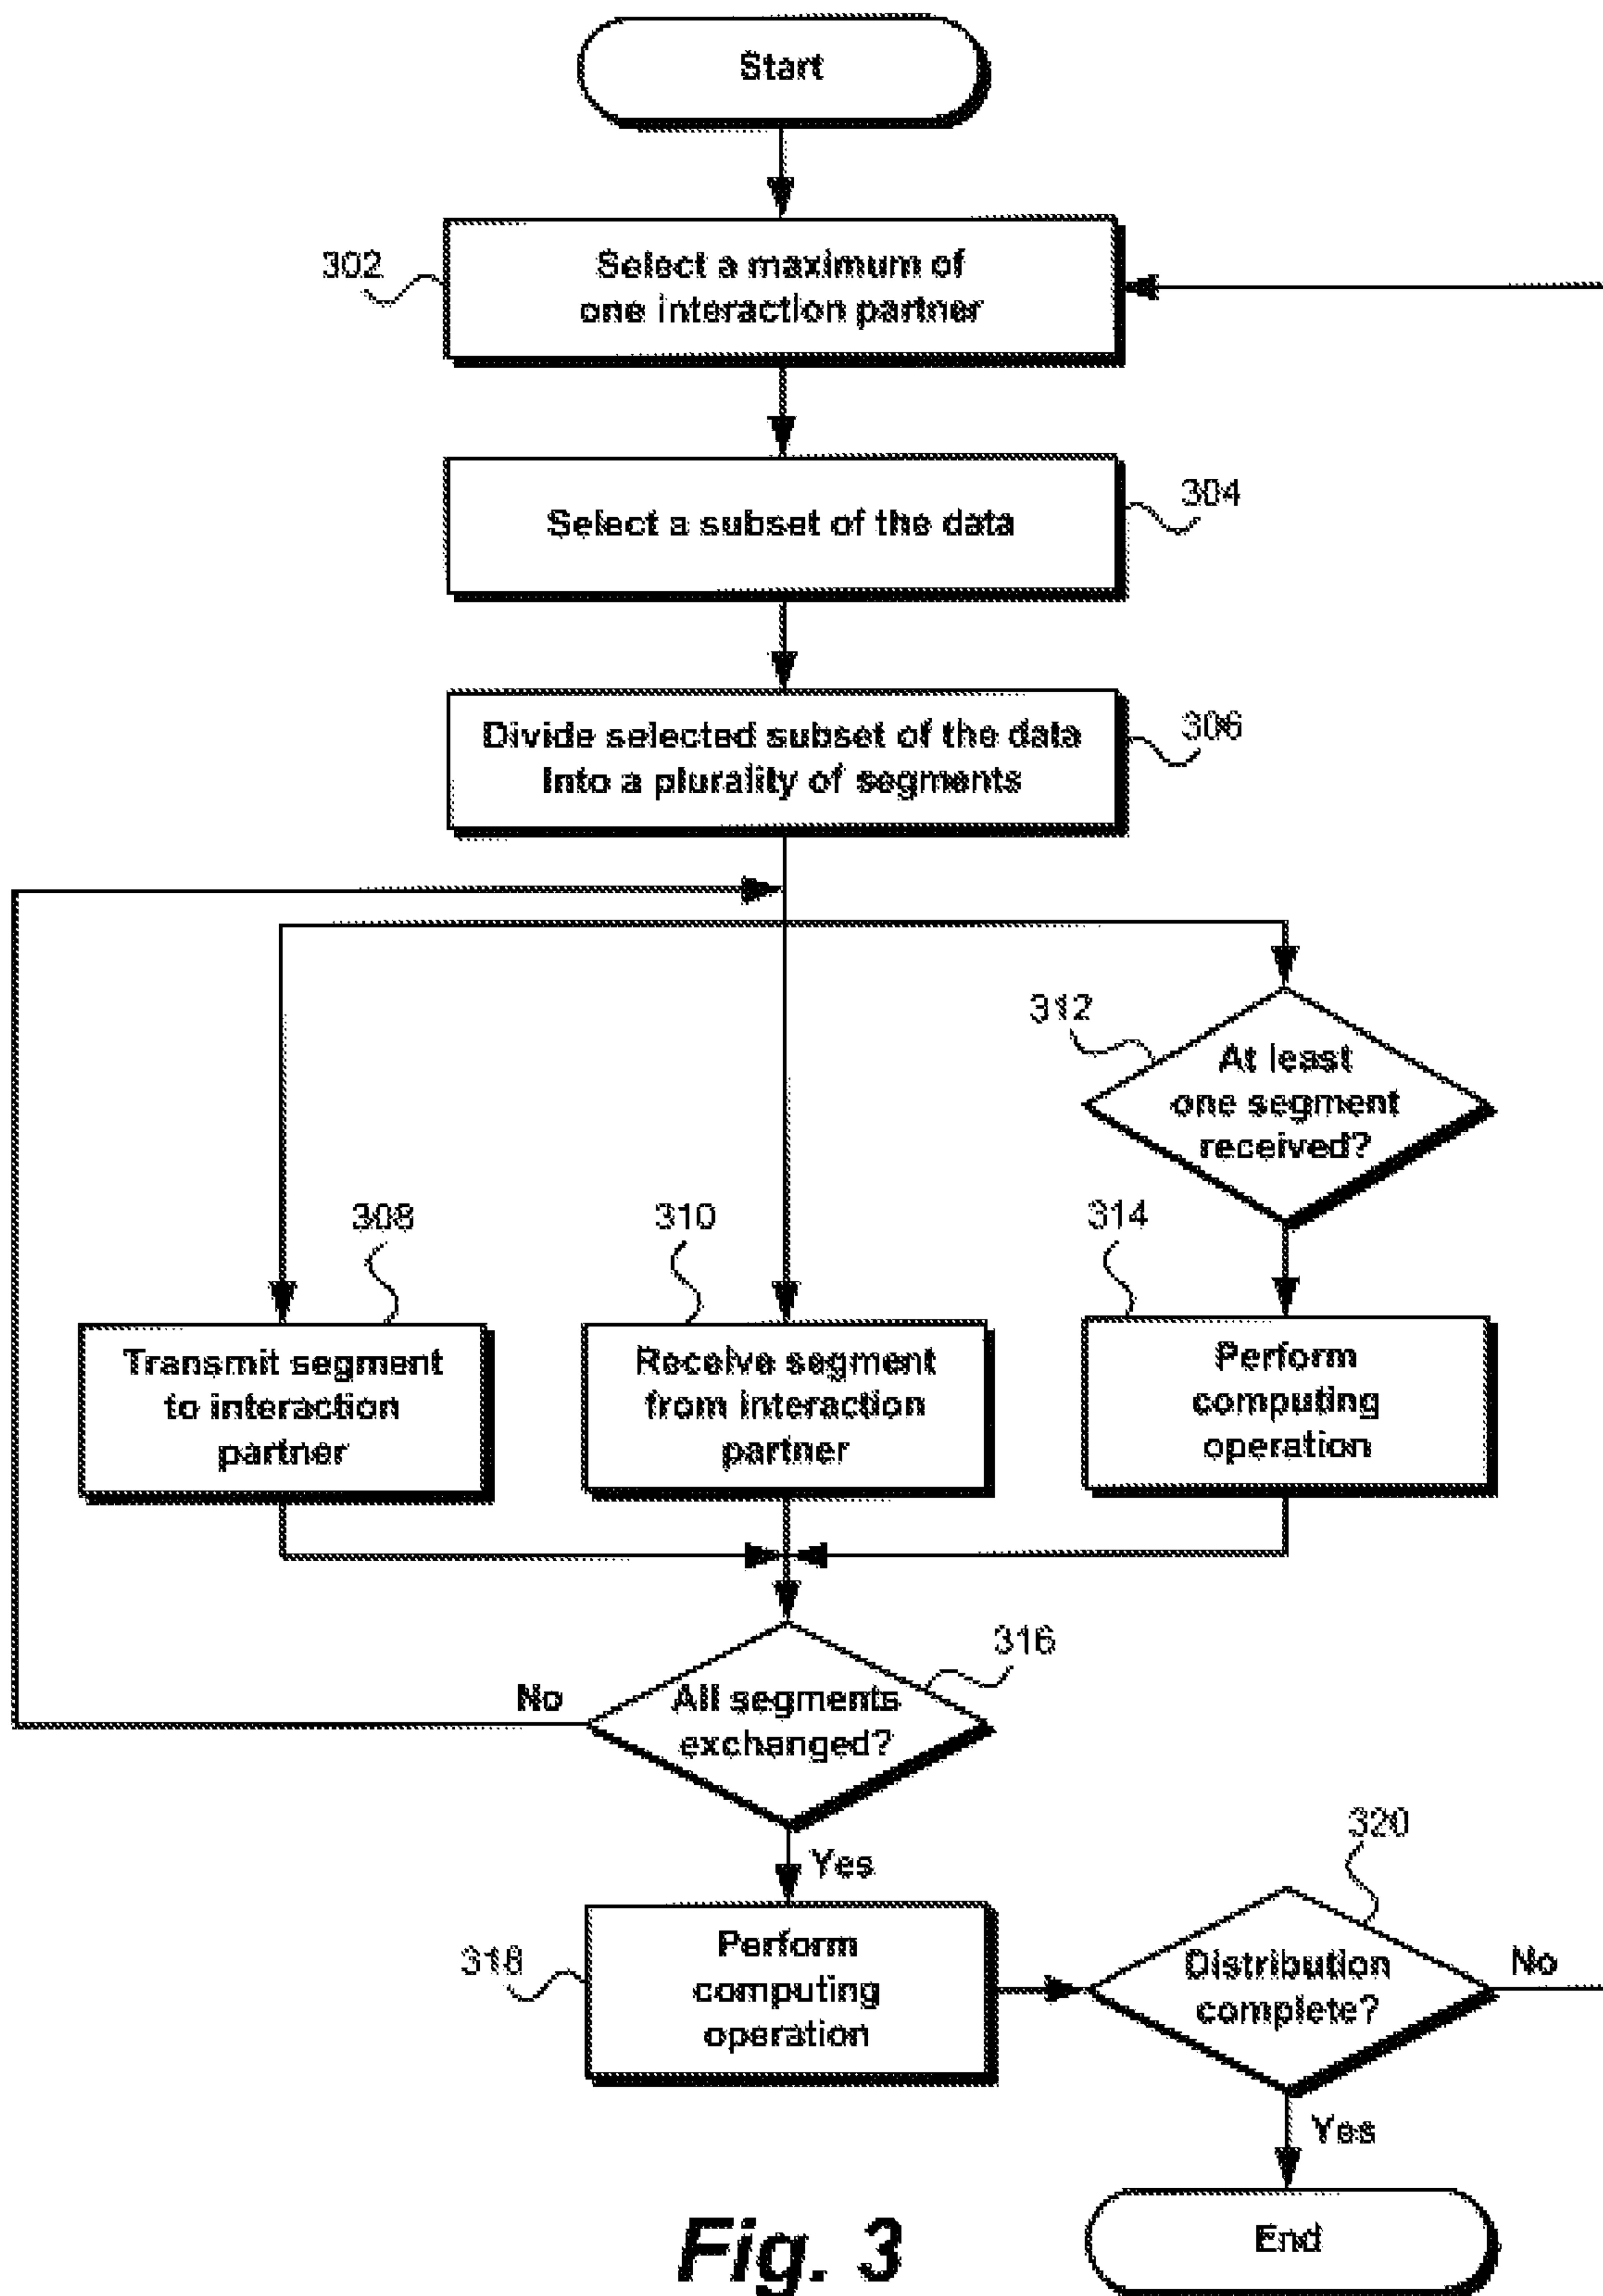 Start
302
Select a maximum of
one interaction partner
304
Select a subset of the data
306
Divide selected subset of the data
into a plurality of segments
312
At least
one segment
received?
308
310
314
Transmit segment
to interaction
partner
Receive segment
from interaction
partner
Perform
computing
operation
316
No
All segments
exchanged?
Yes
320
318
Perform
computing
operation
Distribution
complete?
No
Yes
End
Fig. 3